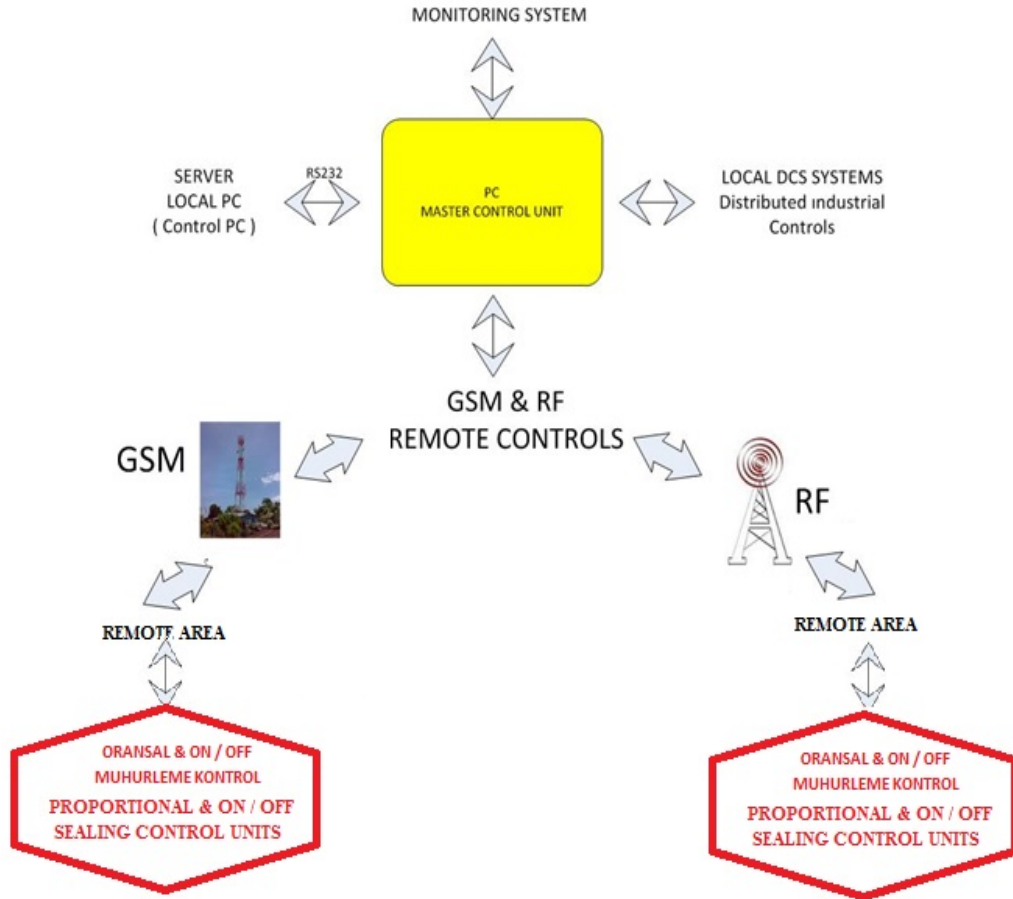 MONITORING SYSTEM
SERVER
LOCAL PC
( Control PC )
RS232
PC
MASTER CONTROL UNIT
LOCAL DCS SYSTEMS
Distributed ındustrial
Controls
GSM & RF
REMOTE CONTROLS
GSM
RF
REMOTE AREA
REMOTE AREA
ORANSAL & ON / OFF
MUHURLEME KONTROL
PROPORTIONAL & ON / OFF
SEALING CONTROL UNITS
ORANSAL & ON / OFF
MUHURLEME KONTROL
PROPORTIONAL & ON / OFF
SEALING CONTROL UNITS